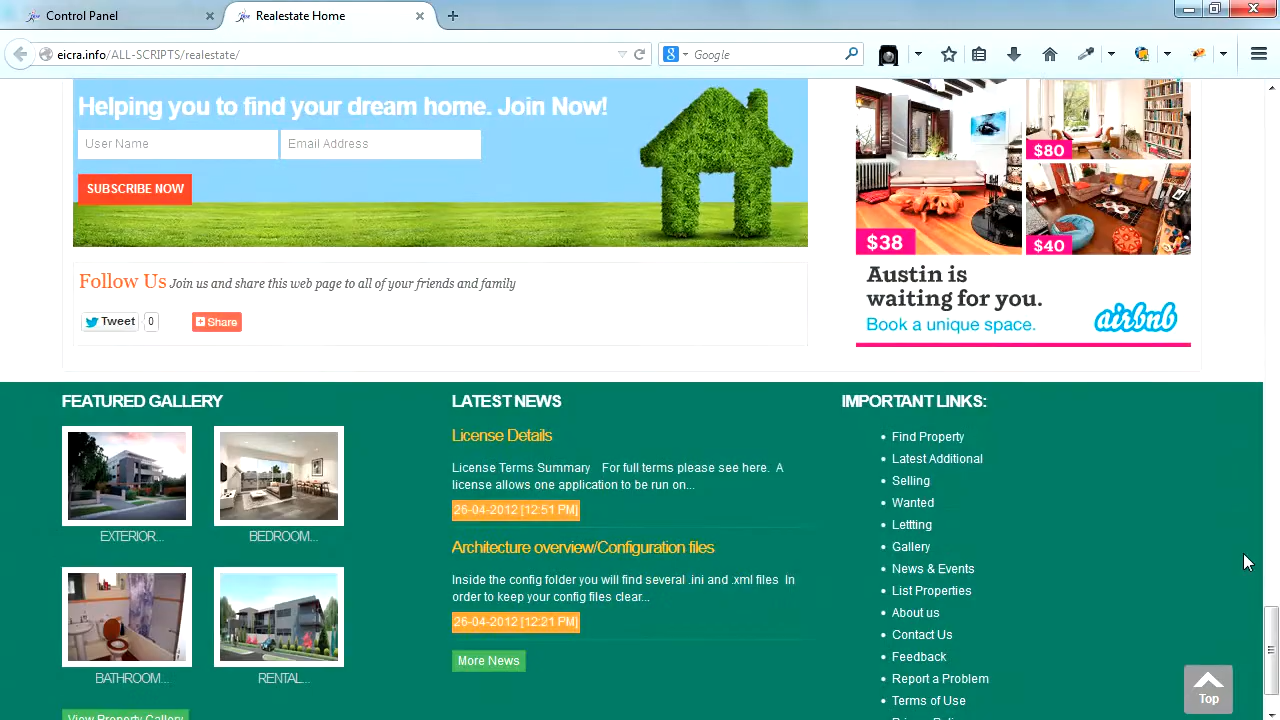 Control Panel
Realestate Home
eicra.info/ALL-SCRIPTS/realestate/
Google
Helping you to find your dream home. Join Now!
User Name
Email Address
SUBSCRIBE NOW
Follow Us Join us and share this web page to all of your friends and family
Tweet
0
Share
$80
$38
$40
Austin is
waiting for you.
Book a unique space.
airbnb
FEATURED GALLERY
EXTERIOR...
BEDROOM...
BATHROOM...
RENTAL...
View Property Gallery
LATEST NEWS
License Details
License Terms Summary For full terms please see here. A
license allows one application to be run on...
26-04-2012 [12:51 PM]
Architecture overview/Configuration files
Inside the config folder you will find several .ini and .xml files In
order to keep your config files clear...
26-04-2012 [12:21 PM]
More News
IMPORTANT LINKS:
Find Property
Latest Additional
Selling
Wanted
Lettting
Gallery
News & Events
List Properties
About us
Contact Us
Feedback
Report a Problem
Terms of Use
Top